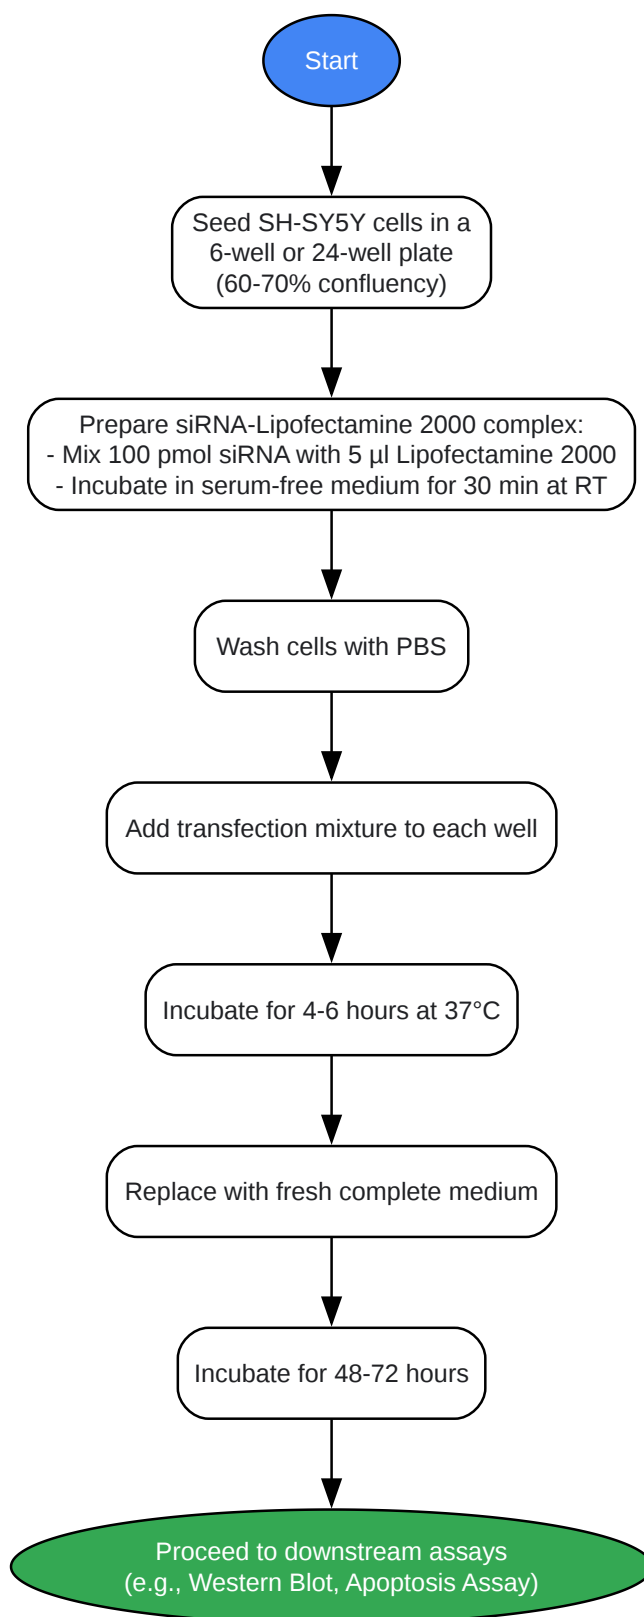 Start
Seed SH-SY5Y cells in a
6-well or 24-well plate
(60-70% confluency)
Prepare siRNA-Lipofectamine 2000 complex:
- Mix 100 pmol siRNA with 5 µl Lipofectamine 2000
- Incubate in serum-free medium for 30 min at RT
Wash cells with PBS
Add transfection mixture to each well
Incubate for 4-6 hours at 37°C
Replace with fresh complete medium
Incubate for 48-72 hours
Proceed to downstream assays
(e.g., Western Blot, Apoptosis Assay)